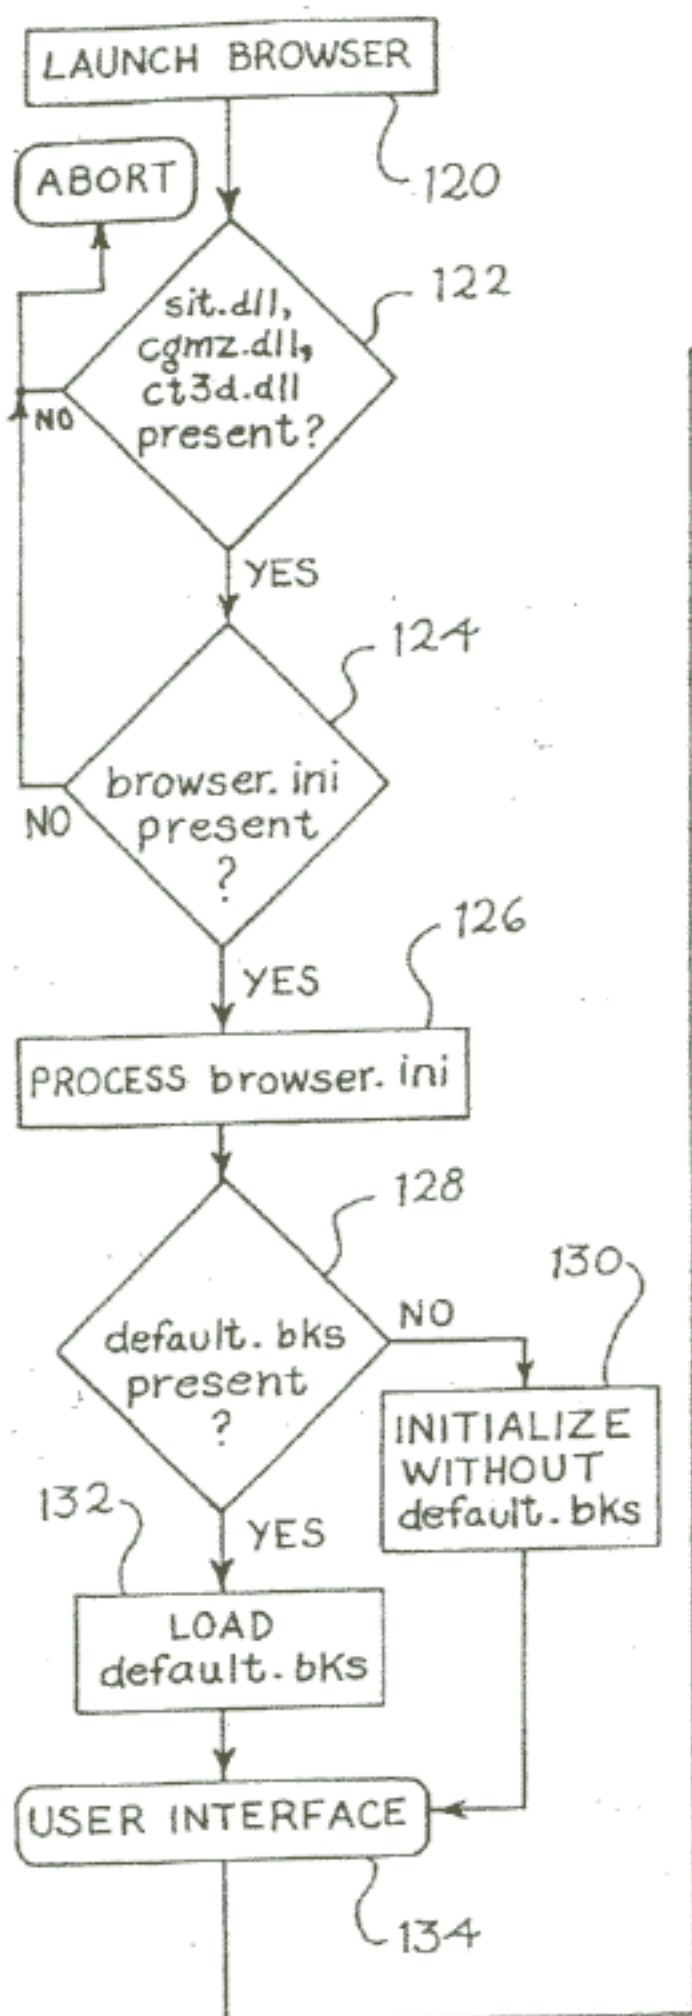 LAUNCH BROWSER
120
ABORT
122
sit.dll,
cgmz.dll,
ct3d.dll
present?
NO
YES
124
browser.ini
present
?
NO
YES
126
PROCESS browser.ini
128
default.bks
present
?
NO
130
INITIALIZE
WITHOUT
default.bks
132
YES
LOAD
default.bks
USER INTERFACE
134